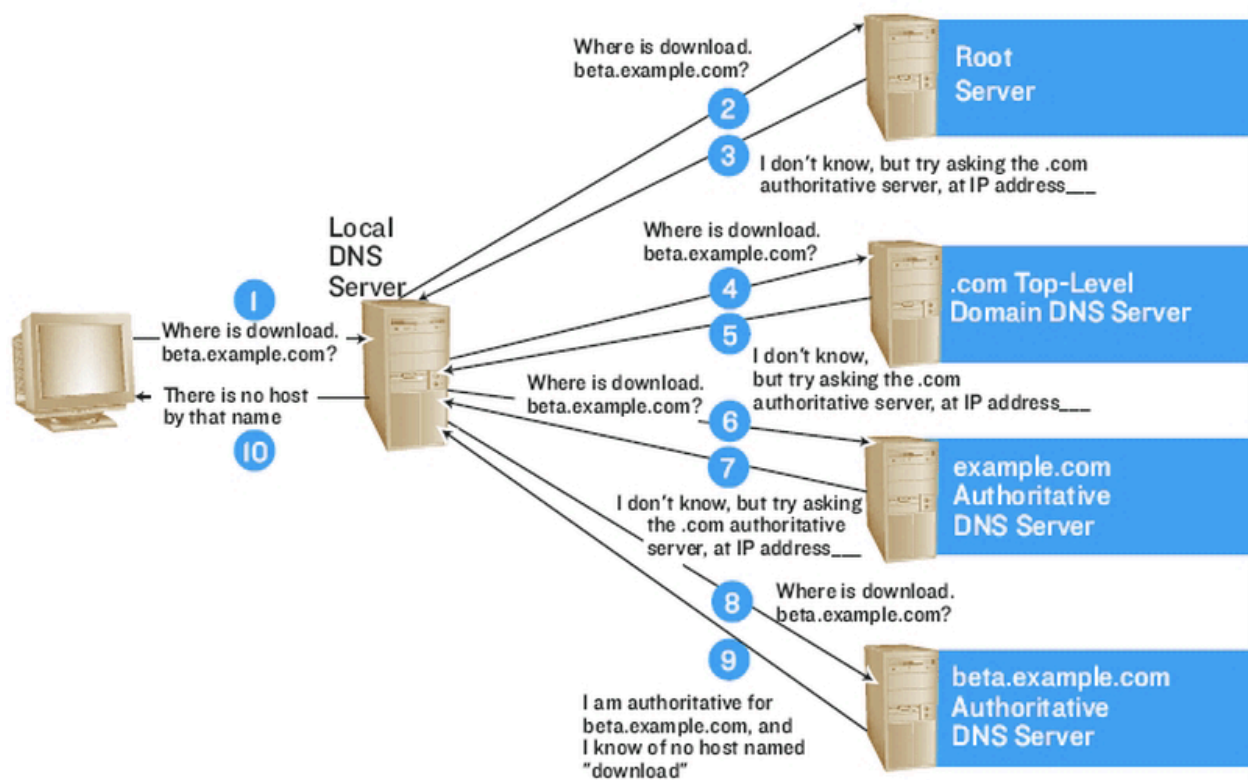 Where is download.
beta.example.com?
2
Root
Server
3
I don't know, but try asking the .com
authoritative server, at IP address___
Local
DNS
Server
Where is download.
beta.example.com?
4
.com Top-Level
Domain DNS Server
1
Where is download.
beta.example.com?
5
I don't know,
but try asking the .com
authoritative server, at IP address___
There is no host
by that name
10
Where is download.
beta.example.com?
6
7
example.com
Authoritative
DNS Server
I don't know, but try asking
the .com authoritative
server, at IP address___
8
Where is download.
beta.example.com?
9
I am authoritative for
beta.example.com, and
I know of no host named
"download"
beta.example.com
Authoritative
DNS Server